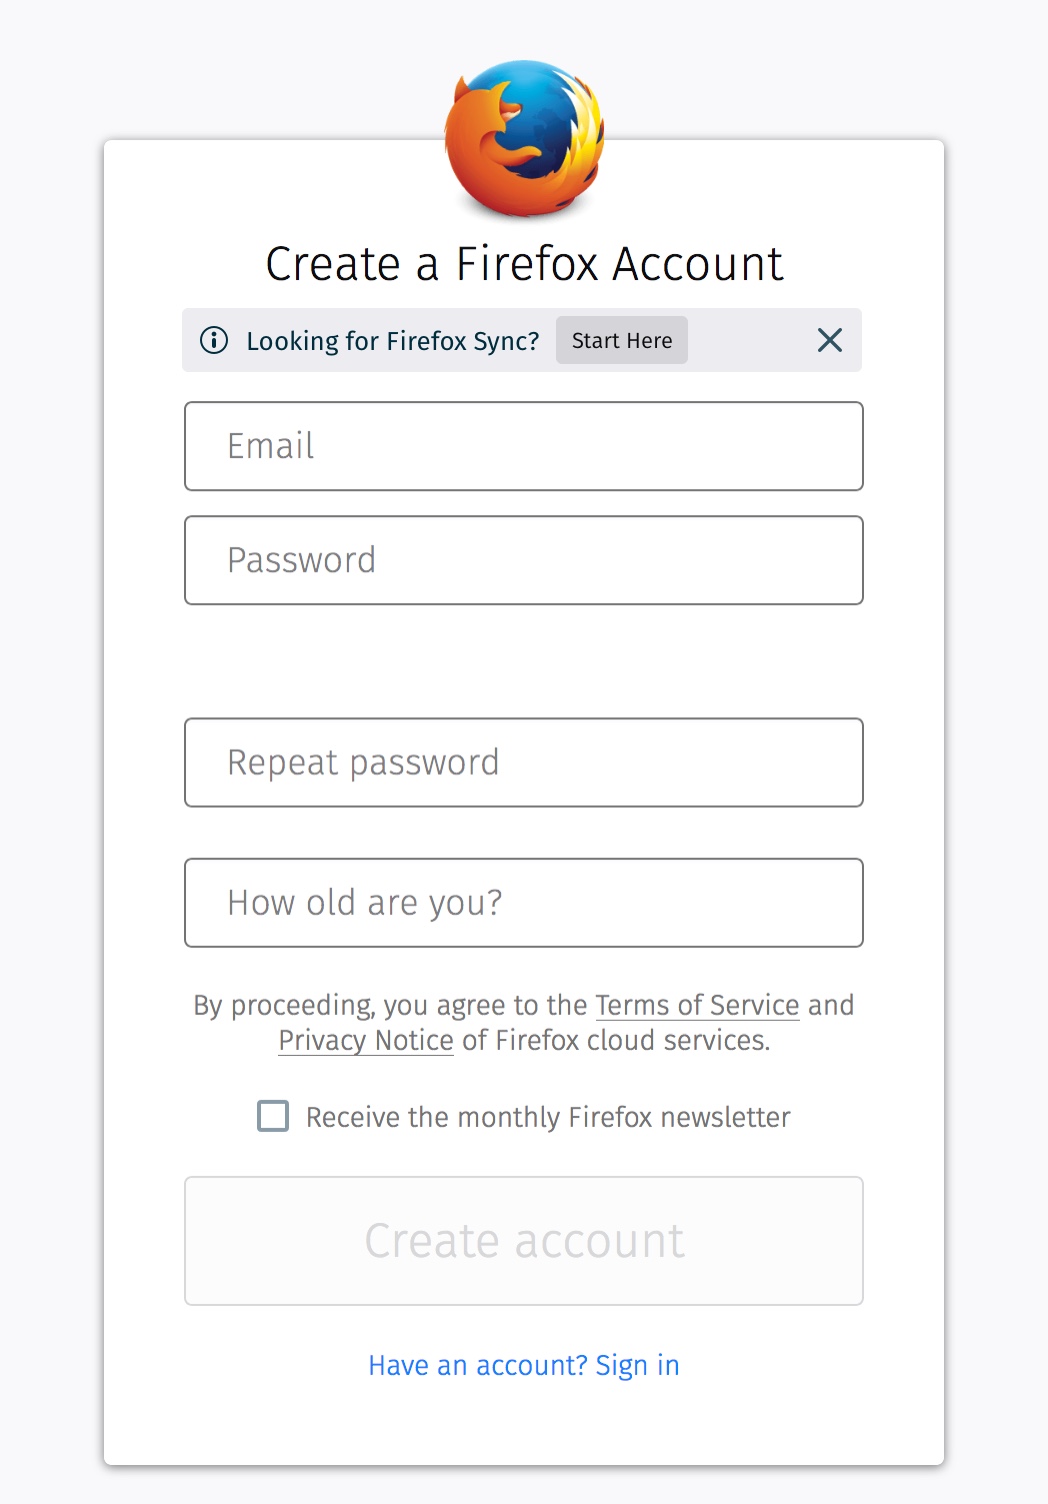 Create a Firefox Account
Looking for Firefox Sync? Start Here
Email
Password
Repeat password
How old are you?
By proceeding, you agree to the Terms of Service and
Privacy Notice of Firefox cloud services.
Receive the monthly Firefox newsletter
Create account
Have an account? Sign in